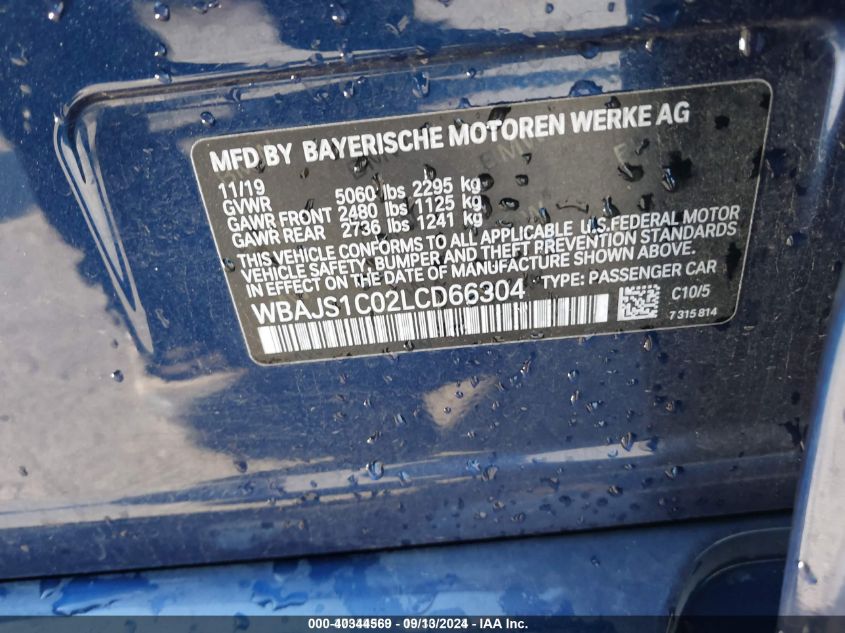 MFD BY BAYERISCHE MOTOREN WERKE AG
11/19
GVWR 5060 lbs 2295 kg
GAWR FRONT 2480 lbs 1125 kg
GAWR REAR 2736 lbs 1241 kg
THIS VEHICLE CONFORMS TO ALL APPLICABLE U.S.FEDERAL MOTOR
VEHICLE SAFETY, BUMPER AND THEFT PREVENTION STANDARDS
IN EFFECT ON THE DATE OF MANUFACTURE SHOWN ABOVE.
WBAJS1C02LCD66304 TYPE: PASSENGER CAR
C10/5
7 315 814
000-40344569 - 09/13/2024 - IAA Inc.